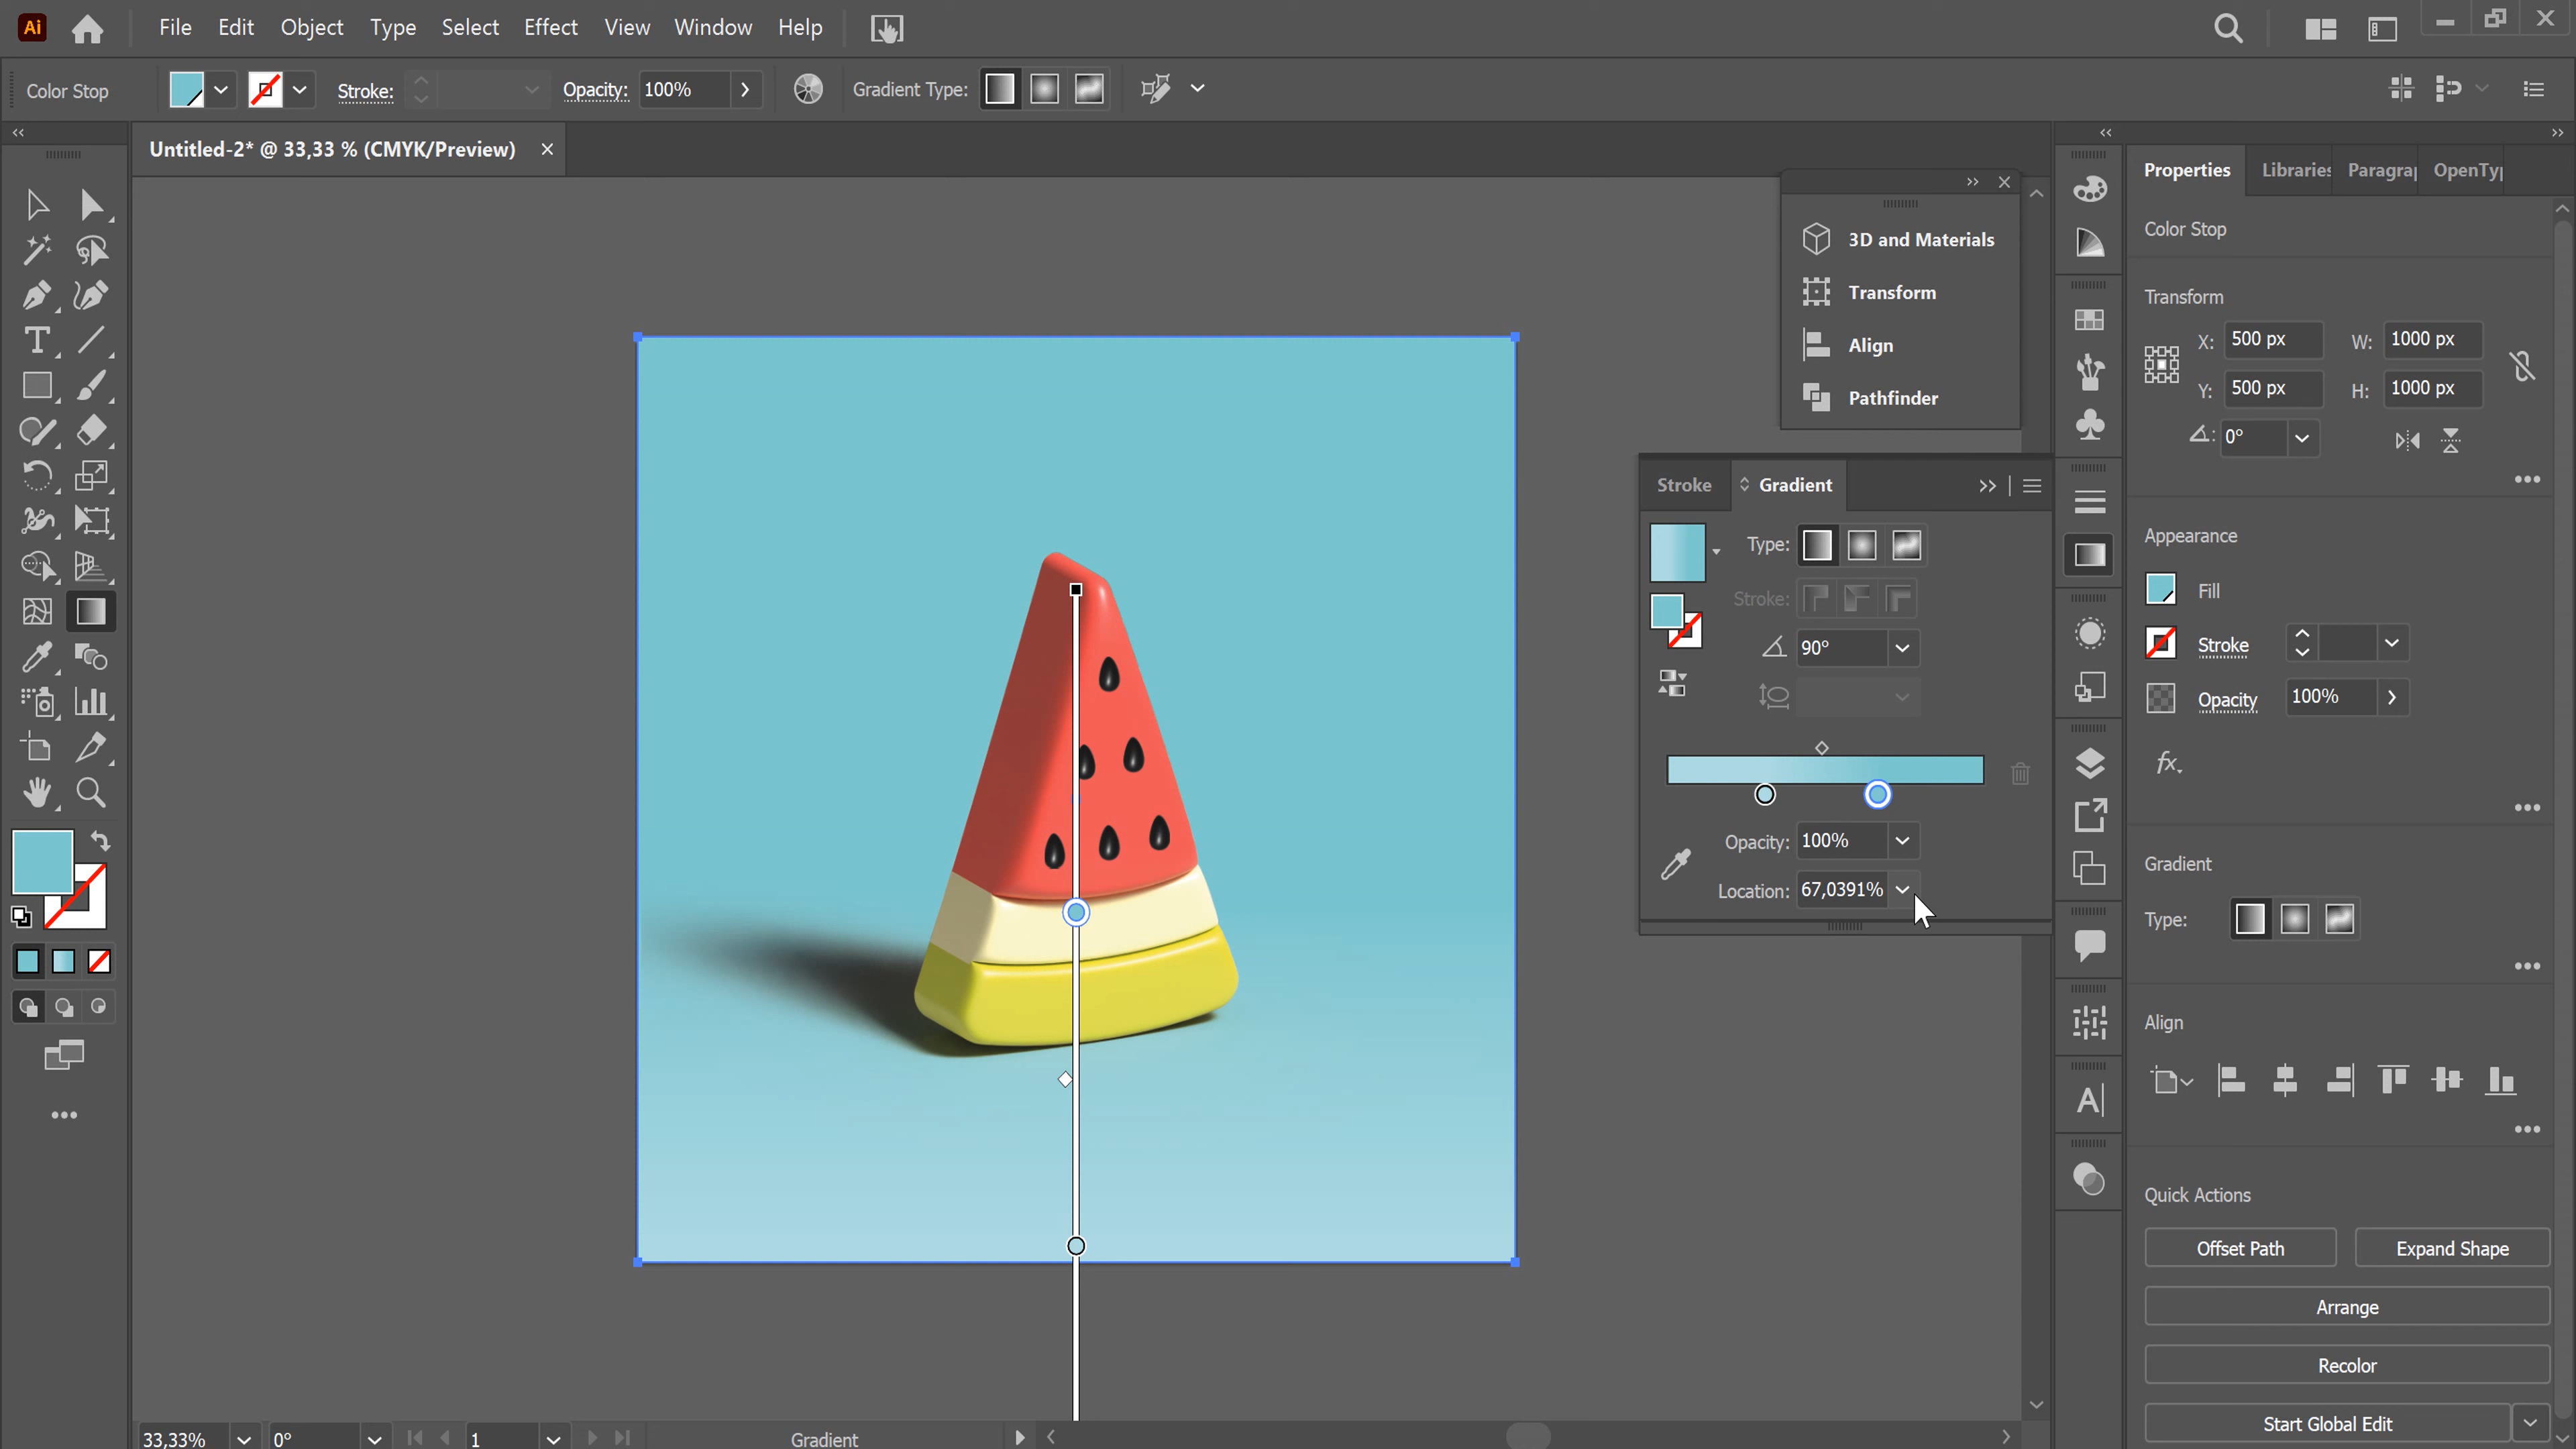 Ai File Edit Object Type Select Effect View Window Help
Color Stop Stroke: Opacity: 100% Gradient Type:
Untitled-2* @ 33,33 % (CMYK/Preview)
3D and Materials
Transform
Align
Pathfinder
Stroke Gradient
Type:
Stroke:
90°
Opacity: 100%
Location: 67,0391%
Properties Libraries Paragra OpenTy
Color Stop
Transform
X: 500 px W: 1000 px
Y: 500 px H: 1000 px
0°
Appearance
Fill
Stroke
Opacity 100%
fx.
Gradient
Type:
Align
Quick Actions
Offset Path Expand Shape
Arrange
Recolor
Start Global Edit
33,33% 0° 1 Gradient